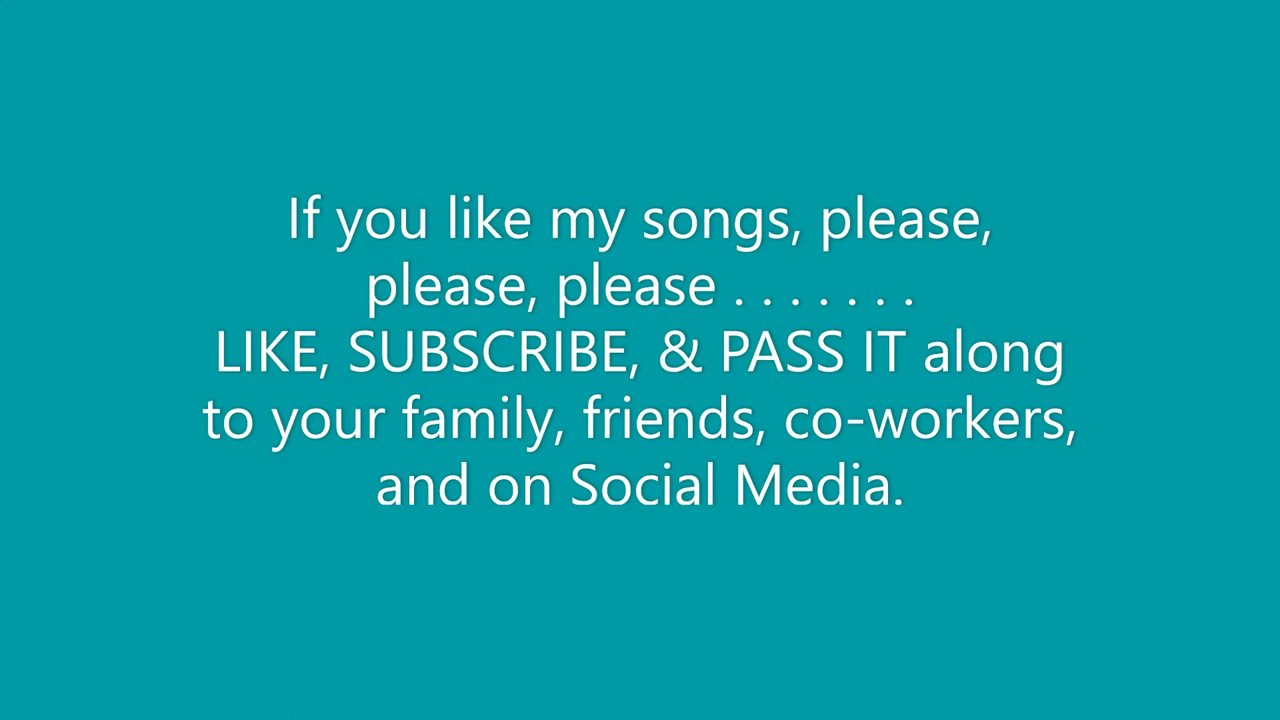 If you like my songs, please,
please, please . . . . . . .
LIKE, SUBSCRIBE, & PASS IT along
to your family, friends, co-workers,
and on Social Media.